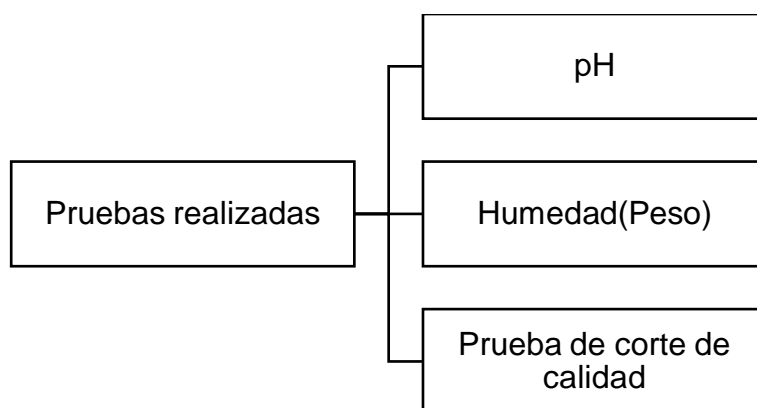 pH
Pruebas realizadas
Humedad(Peso)
Prueba de corte de
calidad